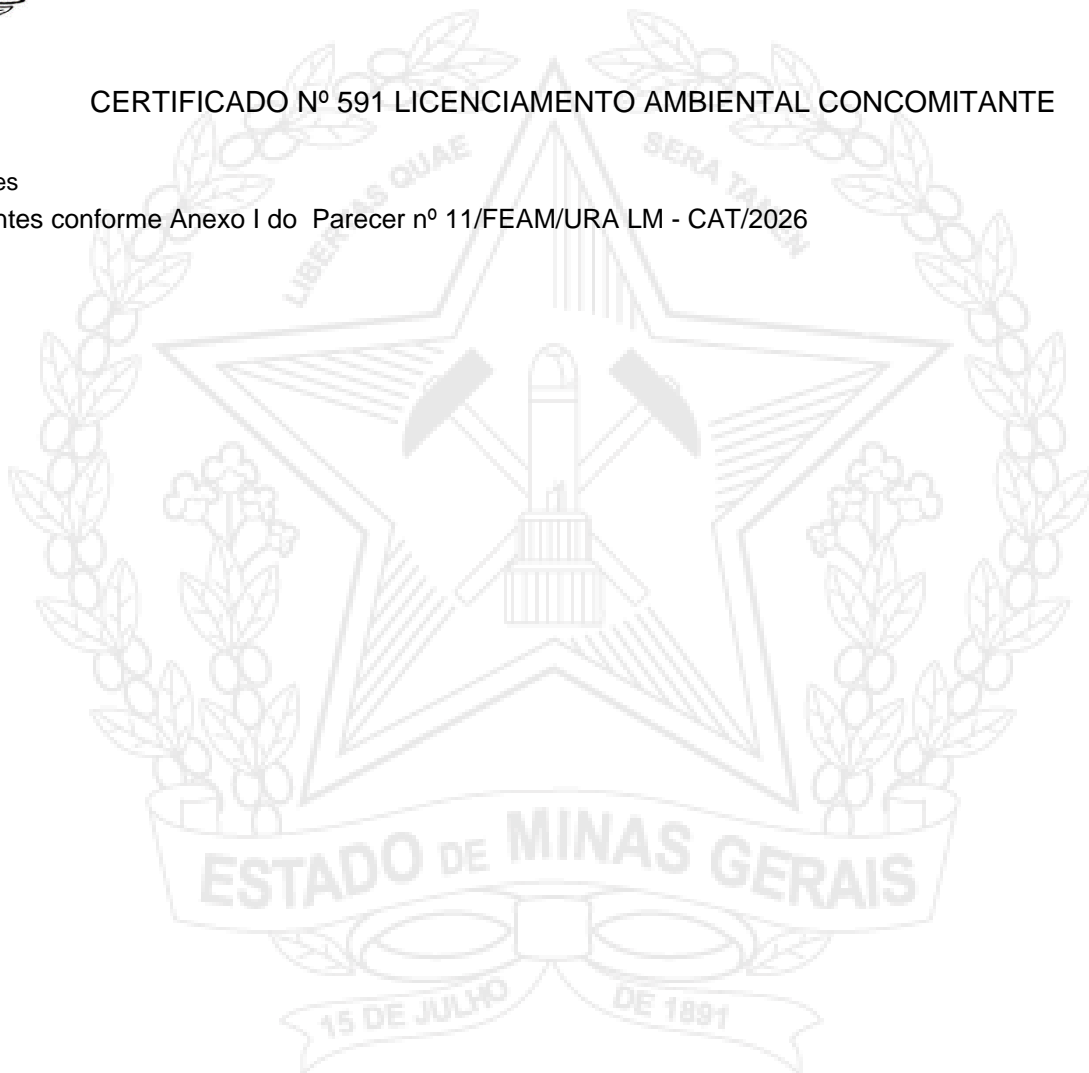 CERTIFICADO Nº 591 LICENCIAMENTO AMBIENTAL CONCOMITANTE
es
ntes conforme Anexo I do Parecer nº 11/FEAM/URA LM - CAT/2026
LIBERTAS QUAE SERA TAMEN
ESTADO DE MINAS GERAIS
15 DE JULHO DE 1891